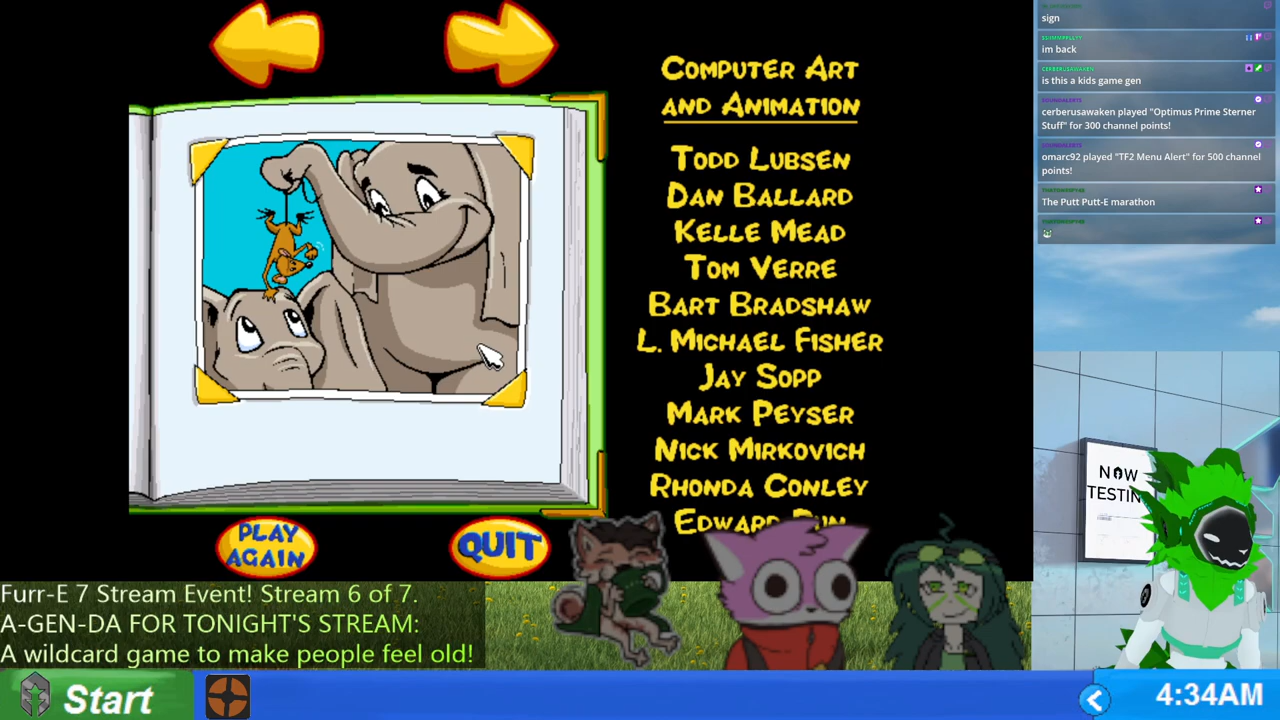 COMPUTER ART
AND ANIMATION
TODD LUBSEN
DAN BALLARD
KELLE MEAD
TOM VERRE
BART BRADSHAW
L. MICHAEL FISHER
JAY SOPP
MARK PEYSER
NICK MIRKOVICH
RHONDA CONLEY
EDWARD
PLAY
AGAIN
QUIT
sign
im back
CERBERUSAWAKEN
is this a kids game gen
SOUNDALERTS
cerberusawaken played "Optimus Prime Sterner
Stuff" for 300 channel points!
SOUNDALERTS
omarc92 played "TF2 Menu Alert" for 500 channel
points!
The Putt Putt-E marathon
NOW
TESTIN
Furr-E 7 Stream Event! Stream 6 of 7.
A-GEN-DA FOR TONIGHT'S STREAM:
A wildcard game to make people feel old!
Start
4:34AM